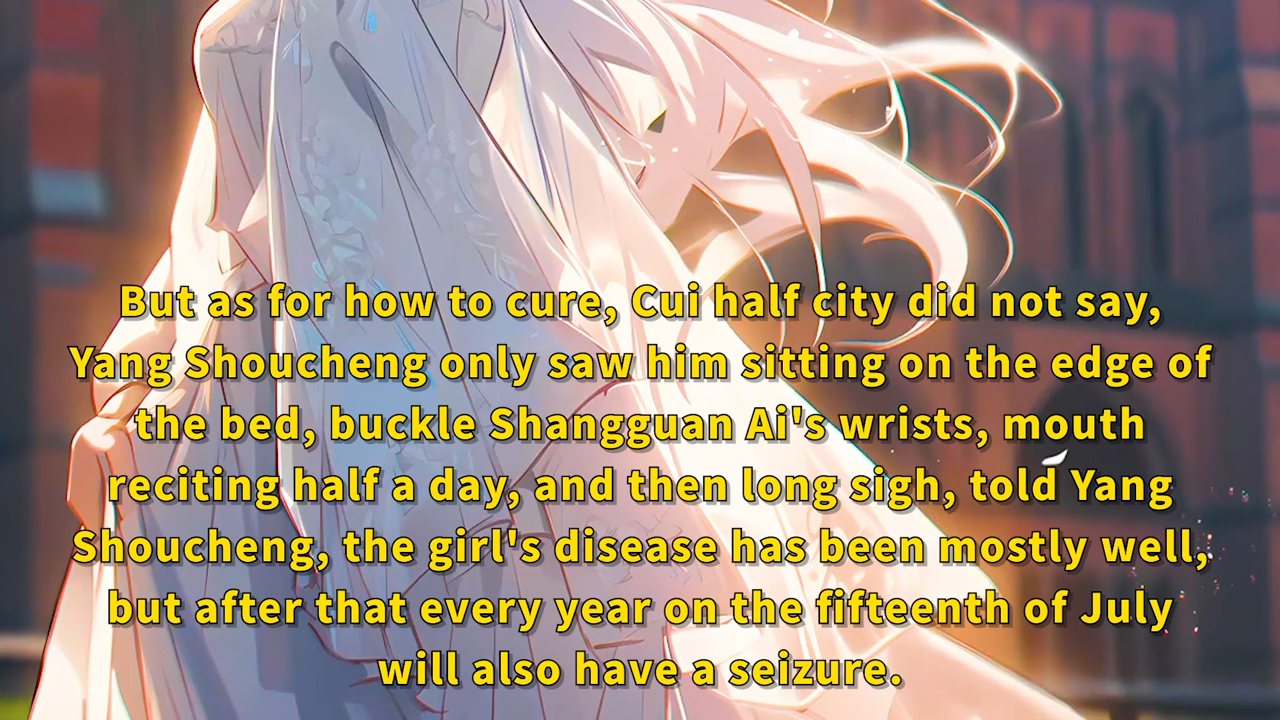 But as for how to cure, Cui half city did not say,
Yang Shoucheng only saw him sitting on the edge of
the bed, buckle Shangguan Ai's wrists, mouth
reciting half a day, and then long sigh, told Yang
Shoucheng, the girl's disease has been mostly well,
but after that every year on the fifteenth of July
will also have a seizure.